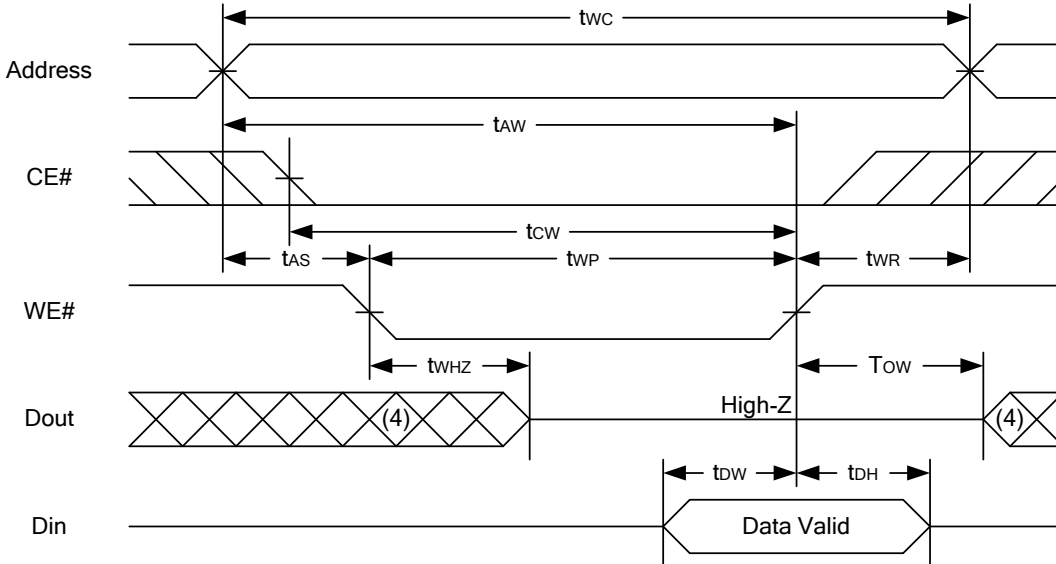 tWC
Address
tAW
CE#
tCW
tAS
tWP
tWR
WE#
tWHZ
TOW
Dout
(4)
High-Z
(4)
tDW
tDH
Din
Data Valid